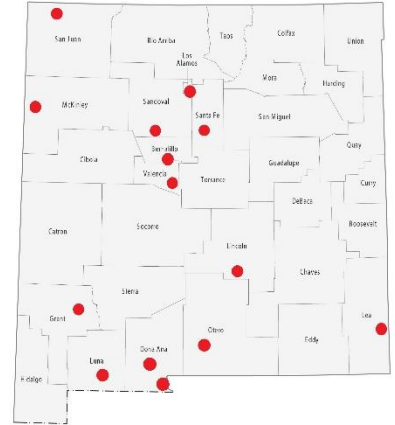 San Juan
Rio Arriba
Taos
Colfax
Union
Los
Alamos
Mora
Harding
McKinley
Sandoval
Santa Fe
San Miguel
Bernalillo
Quay
Cibola
Valencia
Torrance
Guadalupe
Curry
DeBaca
Roosevelt
Catron
Socorro
Lincoln
Chaves
Sierra
Grant
Otero
Lea
Luna
Dona Ana
Eddy
Hidalgo